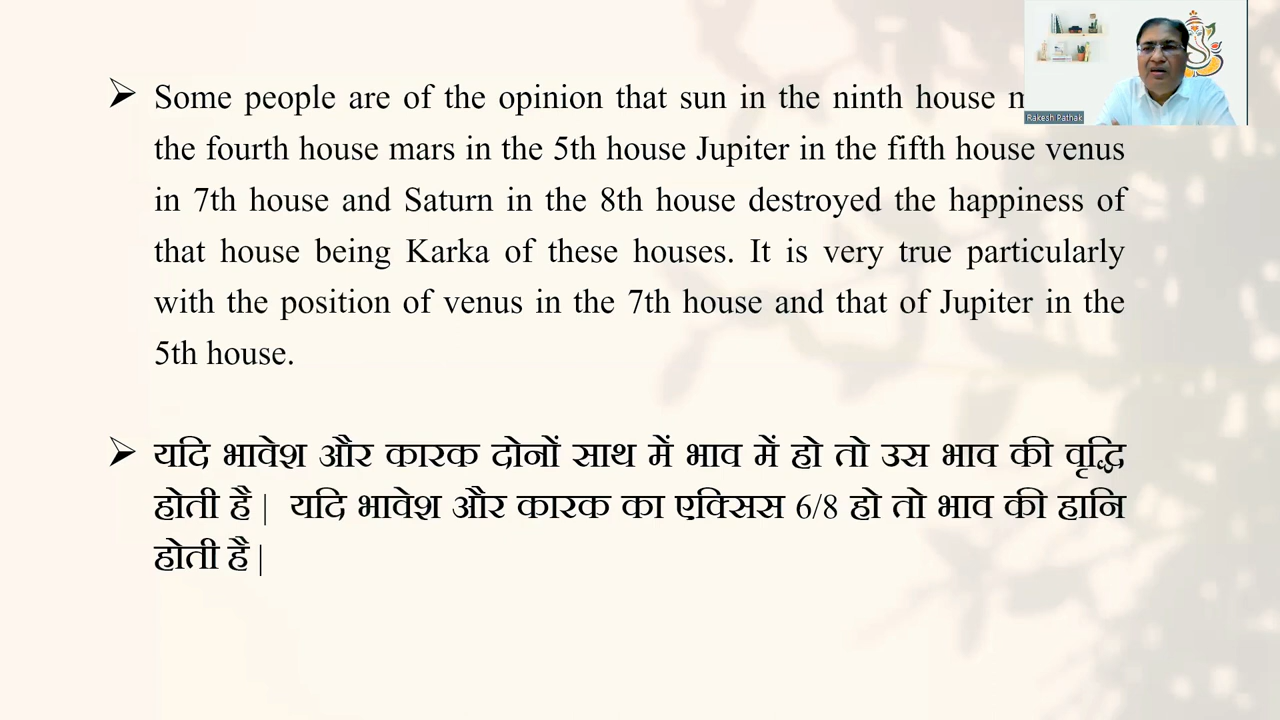 Some people are of the opinion that sun in the ninth house
the fourth house mars in the 5th house Jupiter in the fifth house venus
in 7th house and Saturn in the 8th house destroyed the happiness of
that house being Karka of these houses. It is very true particularly
with the position of venus in the 7th house and that of Jupiter in the
5th house.
यदि भावेश और कारक दोनों साथ में भाव में हो तो उस भाव की वृद्धि
होती है | यदि भावेश और कारक का एक्सिस 6/8 हो तो भाव की हानि
होती है |
Rakesh Pathak